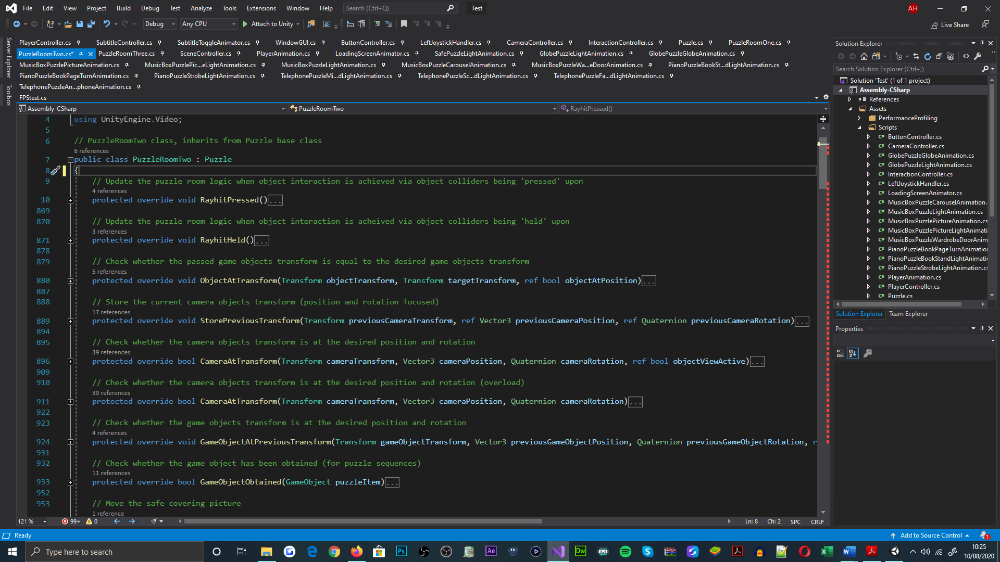 File Edit View Project Build Debug Test Analyze Tools Extensions Window Help Search (Ctrl+Q) Test AH
Debug Any CPU Attach to Unity Live Share
Server Explorer
Toolbox
PlayerController.cs SubtitleController.cs SubtitleToggleAnimator.cs WindowGUI.cs ButtonController.cs LeftJoystickHandler.cs CameraController.cs InteractionController.cs Puzzle.cs PuzzleRoomOne.cs
PuzzleRoomTwo.cs* PuzzleRoomThree.cs SceneController.cs PlayerAnimation.cs LoadingScreenAnimator.cs SafePuzzleLightAnimation.cs GlobePuzzleLightAnimation.cs GlobePuzzleGlobeAnimation.cs
MusicBoxPuzzlePictureAnimation.cs MusicBoxPuzzlePic...eLightAnimation.cs MusicBoxPuzzleLightAnimation.cs MusicBoxPuzzleCarouselAnimation.cs MusicBoxPuzzleWa...eDoorAnimation.cs PianoPuzzleBookSt...dLightAnimation.cs
PianoPuzzleBookPageTurnAnimation.cs PianoPuzzleStrobeLightAnimation.cs TelephonePuzzleMi...dLightAnimation.cs TelephonePuzzleSc...dLightAnimation.cs TelephonePuzzleFa...dLightAnimation.cs
TelephonePuzzleAn...phoneAnimation.cs
FPStest.cs
Assembly-CSharp PuzzleRoomTwo RayhitPressed()
4 using UnityEngine.Video;
5
6 // PuzzleRoomTwo class, inherits from Puzzle base class
6 references
7 public class PuzzleRoomTwo : Puzzle
8 {
9 // Update the puzzle room logic when object interaction is achieved via object colliders being 'pressed' upon
4 references
10 protected override void RayhitPressed()...
869
870 // Update the puzzle room logic when object interaction is acheived via object colliders being 'held' upon
3 references
871 protected override void RayhitHeld()...
878
879 // Check whether the passed game objects transform is equal to the desired game objects transform
5 references
880 protected override void ObjectAtTransform(Transform objectTransform, Transform targetTransform, ref bool objectAtPosition)...
887
888 // Store the current camera objects transform (position and rotation focused)
17 references
889 protected override void StorePreviousTransform(Transform previousCameraTransform, ref Vector3 previousCameraPosition, ref Quaternion previousCameraRotation)...
894
895 // Check whether the camera objects transform is at the desired position and rotation
39 references
896 protected override bool CameraAtTransform(Transform cameraTransform, Vector3 cameraPosition, Quaternion cameraRotation, ref bool objectViewActive)...
909
910 // Check whether the camera objects transform is at the desired position and rotation (overload)
39 references
911 protected override bool CameraAtTransform(Transform cameraTransform, Vector3 cameraPosition, Quaternion cameraRotation)...
922
923 // Check whether the game objects transform is at the desired position and rotation
4 references
924 protected override void GameObjectAtPreviousTransform(Transform gameObjectTransform, Vector3 previousGameObjectPosition, Quaternion previousGameObjectRotation, r
931
932 // Check whether the game object has been obtained (for puzzle sequences)
11 references
933 protected override bool GameObjectObtained(GameObject puzzleItem)...
952
953 // Move the safe covering picture
1 reference
121 % 99+ 0 Ln: 8 Ch: 2 SPC CRLF
Solution Explorer
Search Solution Explorer (Ctrl+;)
Solution 'Test' (1 of 1 project)
Assembly-CSharp
References
Assets
PerformanceProfiling
Scripts
C# ButtonController.cs
C# CameraController.cs
C# GlobePuzzleGlobeAnimation.cs
C# GlobePuzzleLightAnimation.cs
C# InteractionController.cs
C# LeftJoystickHandler.cs
C# LoadingScreenAnimator.cs
C# MusicBoxPuzzleCarouselAnimation.
C# MusicBoxPuzzleLightAnimation.cs
C# MusicBoxPuzzlePictureAnimation.cs
C# MusicBoxPuzzlePictureLightAnimati
C# MusicBoxPuzzleWardrobeDoorAnim
C# PianoPuzzleBookPageTurnAnimation
C# PianoPuzzleBookStandLightAnimati
C# PianoPuzzleStrobeLightAnimation.cs
C# PlayerAnimation.cs
C# PlayerController.cs
C# Puzzle.cs
Solution Explorer Team Explorer
Properties
Ready Add to Source Control 1
Type here to search Ps Ae Dw
10:25
10/08/2020